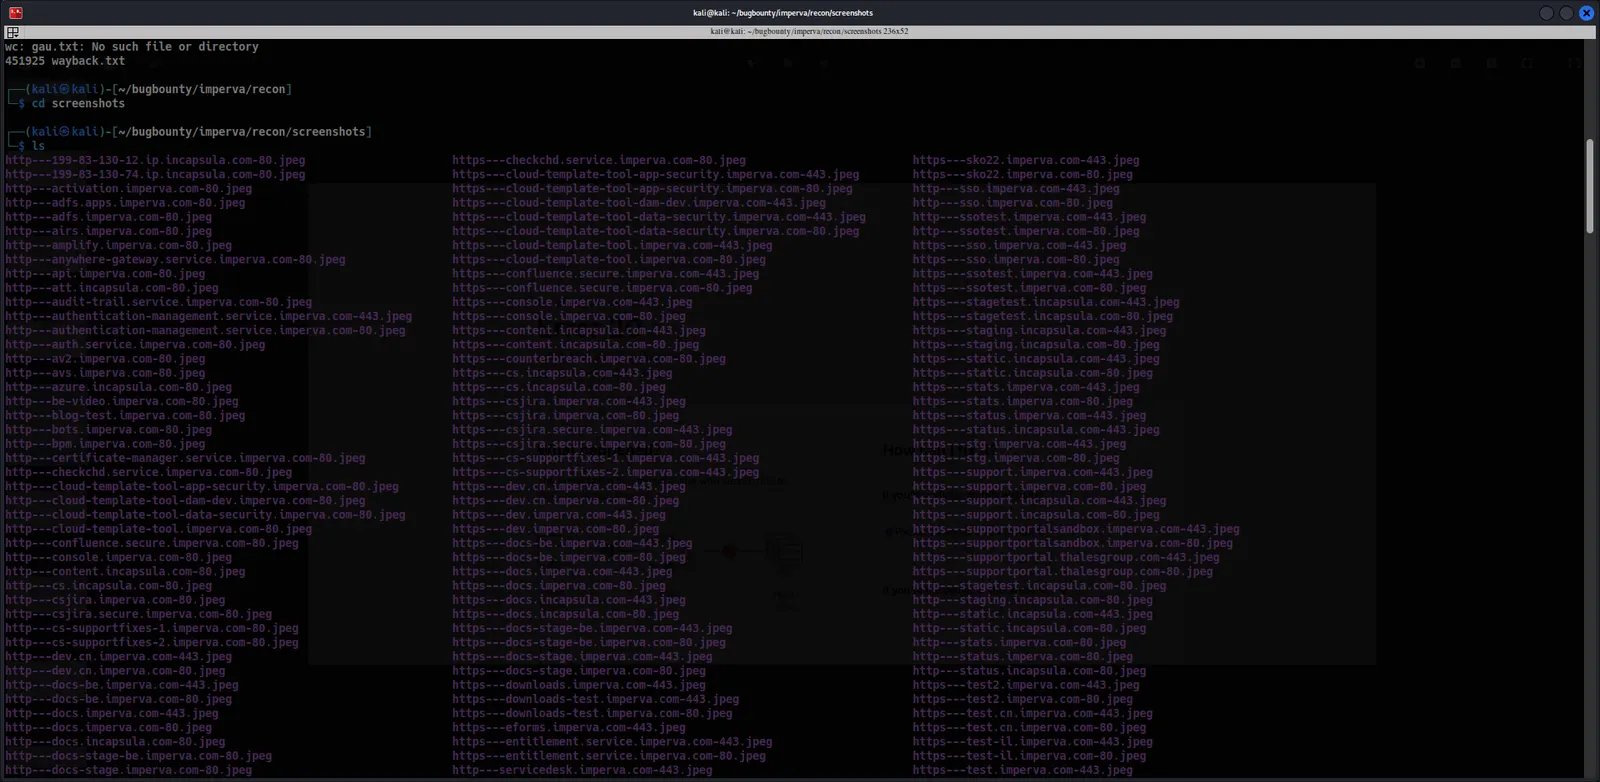 kali@kali: ~/bugbounty/imperva/recon/screenshots
kali@kali: ~/bugbounty/imperva/recon/screenshots 236x52
wc: gau.txt: No such file or directory
451925 wayback.txt
┌──(kali㉿kali)-[~/bugbounty/imperva/recon]
└─$ cd screenshots
┌──(kali㉿kali)-[~/bugbounty/imperva/recon/screenshots]
└─$ ls
http---199-83-130-12.ip.incapsula.com-80.jpeg https---checkchd.service.imperva.com-80.jpeg https---sko22.imperva.com-443.jpeg
http---199-83-130-74.ip.incapsula.com-80.jpeg https---cloud-template-tool-app-security.imperva.com-443.jpeg https---sko22.imperva.com-80.jpeg
http---activation.imperva.com-80.jpeg https---cloud-template-tool-app-security.imperva.com-80.jpeg http---sso.imperva.com-443.jpeg
http---adfs.apps.imperva.com-80.jpeg https---cloud-template-tool-dam-dev.imperva.com-443.jpeg http---sso.imperva.com-80.jpeg
http---adfs.imperva.com-80.jpeg https---cloud-template-tool-data-security.imperva.com-443.jpeg http---ssotest.imperva.com-443.jpeg
http---airs.imperva.com-80.jpeg https---cloud-template-tool-data-security.imperva.com-80.jpeg http---ssotest.imperva.com-80.jpeg
http---amplify.imperva.com-80.jpeg https---cloud-template-tool.imperva.com-443.jpeg https---sso.imperva.com-443.jpeg
http---anywhere-gateway.service.imperva.com-80.jpeg https---cloud-template-tool.imperva.com-80.jpeg https---sso.imperva.com-80.jpeg
http---api.imperva.com-80.jpeg https---confluence.secure.imperva.com-443.jpeg https---ssotest.imperva.com-443.jpeg
http---att.incapsula.com-80.jpeg https---confluence.secure.imperva.com-80.jpeg https---ssotest.imperva.com-80.jpeg
http---audit-trail.service.imperva.com-80.jpeg https---console.imperva.com-443.jpeg https---stagetest.incapsula.com-443.jpeg
http---authentication-management.service.imperva.com-443.jpeg https---console.imperva.com-80.jpeg https---stagetest.incapsula.com-80.jpeg
http---authentication-management.service.imperva.com-80.jpeg https---content.incapsula.com-443.jpeg https---staging.incapsula.com-443.jpeg
http---auth.service.imperva.com-80.jpeg https---content.incapsula.com-80.jpeg https---staging.incapsula.com-80.jpeg
http---av2.imperva.com-80.jpeg https---counterbreach.imperva.com-80.jpeg https---static.incapsula.com-443.jpeg
http---avs.imperva.com-80.jpeg https---cs.incapsula.com-443.jpeg https---static.incapsula.com-80.jpeg
http---azure.incapsula.com-80.jpeg https---cs.incapsula.com-80.jpeg https---stats.imperva.com-443.jpeg
http---be-video.imperva.com-80.jpeg https---csjira.imperva.com-443.jpeg https---stats.imperva.com-80.jpeg
http---blog-test.imperva.com-80.jpeg https---csjira.imperva.com-80.jpeg https---status.imperva.com-443.jpeg
http---bots.imperva.com-80.jpeg https---csjira.secure.imperva.com-443.jpeg https---status.incapsula.com-443.jpeg
http---bpm.imperva.com-80.jpeg https---csjira.secure.imperva.com-80.jpeg https---stg.imperva.com-443.jpeg
http---certificate-manager.service.imperva.com-80.jpeg https---cs-supportfixes-1.imperva.com-443.jpeg https---stg.imperva.com-80.jpeg
http---checkchd.service.imperva.com-80.jpeg https---cs-supportfixes-2.imperva.com-443.jpeg https---support.imperva.com-443.jpeg
http---cloud-template-tool-app-security.imperva.com-80.jpeg https---dev.cn.imperva.com-443.jpeg https---support.imperva.com-80.jpeg
http---cloud-template-tool-dam-dev.imperva.com-80.jpeg https---dev.cn.imperva.com-80.jpeg https---support.incapsula.com-443.jpeg
http---cloud-template-tool-data-security.imperva.com-80.jpeg https---dev.imperva.com-443.jpeg https---support.incapsula.com-80.jpeg
http---cloud-template-tool.imperva.com-80.jpeg https---dev.imperva.com-80.jpeg https---supportportalsandbox.imperva.com-443.jpeg
http---confluence.secure.imperva.com-80.jpeg https---docs-be.imperva.com-443.jpeg https---supportportalsandbox.imperva.com-80.jpeg
http---console.imperva.com-80.jpeg https---docs-be.imperva.com-80.jpeg https---supportportal.thalesgroup.com-443.jpeg
http---content.incapsula.com-80.jpeg https---docs.imperva.com-443.jpeg https---supportportal.thalesgroup.com-80.jpeg
http---cs.incapsula.com-80.jpeg https---docs.imperva.com-80.jpeg http---stagetest.incapsula.com-80.jpeg
http---csjira.imperva.com-80.jpeg https---docs.incapsula.com-443.jpeg http---staging.incapsula.com-80.jpeg
http---csjira.secure.imperva.com-80.jpeg https---docs.incapsula.com-80.jpeg http---static.incapsula.com-443.jpeg
http---cs-supportfixes-1.imperva.com-80.jpeg https---docs-stage-be.imperva.com-443.jpeg http---static.incapsula.com-80.jpeg
http---cs-supportfixes-2.imperva.com-80.jpeg https---docs-stage-be.imperva.com-80.jpeg http---stats.imperva.com-80.jpeg
http---dev.cn.imperva.com-443.jpeg https---docs-stage.imperva.com-443.jpeg http---status.imperva.com-80.jpeg
http---dev.cn.imperva.com-80.jpeg https---docs-stage.imperva.com-80.jpeg http---status.incapsula.com-80.jpeg
http---docs-be.imperva.com-443.jpeg https---downloads.imperva.com-443.jpeg https---test2.imperva.com-443.jpeg
http---docs-be.imperva.com-80.jpeg https---downloads-test.imperva.com-443.jpeg https---test2.imperva.com-80.jpeg
http---docs.imperva.com-443.jpeg https---downloads-test.imperva.com-80.jpeg https---test.cn.imperva.com-443.jpeg
http---docs.imperva.com-80.jpeg https---eforms.imperva.com-443.jpeg https---test.cn.imperva.com-80.jpeg
http---docs.incapsula.com-80.jpeg https---entitlement.service.imperva.com-443.jpeg https---test-il.imperva.com-443.jpeg
http---docs-stage-be.imperva.com-80.jpeg https---entitlement.service.imperva.com-80.jpeg https---test-il.imperva.com-80.jpeg
http---docs-stage.imperva.com-80.jpeg http---servicedesk.imperva.com-443.jpeg https---test.imperva.com-443.jpeg